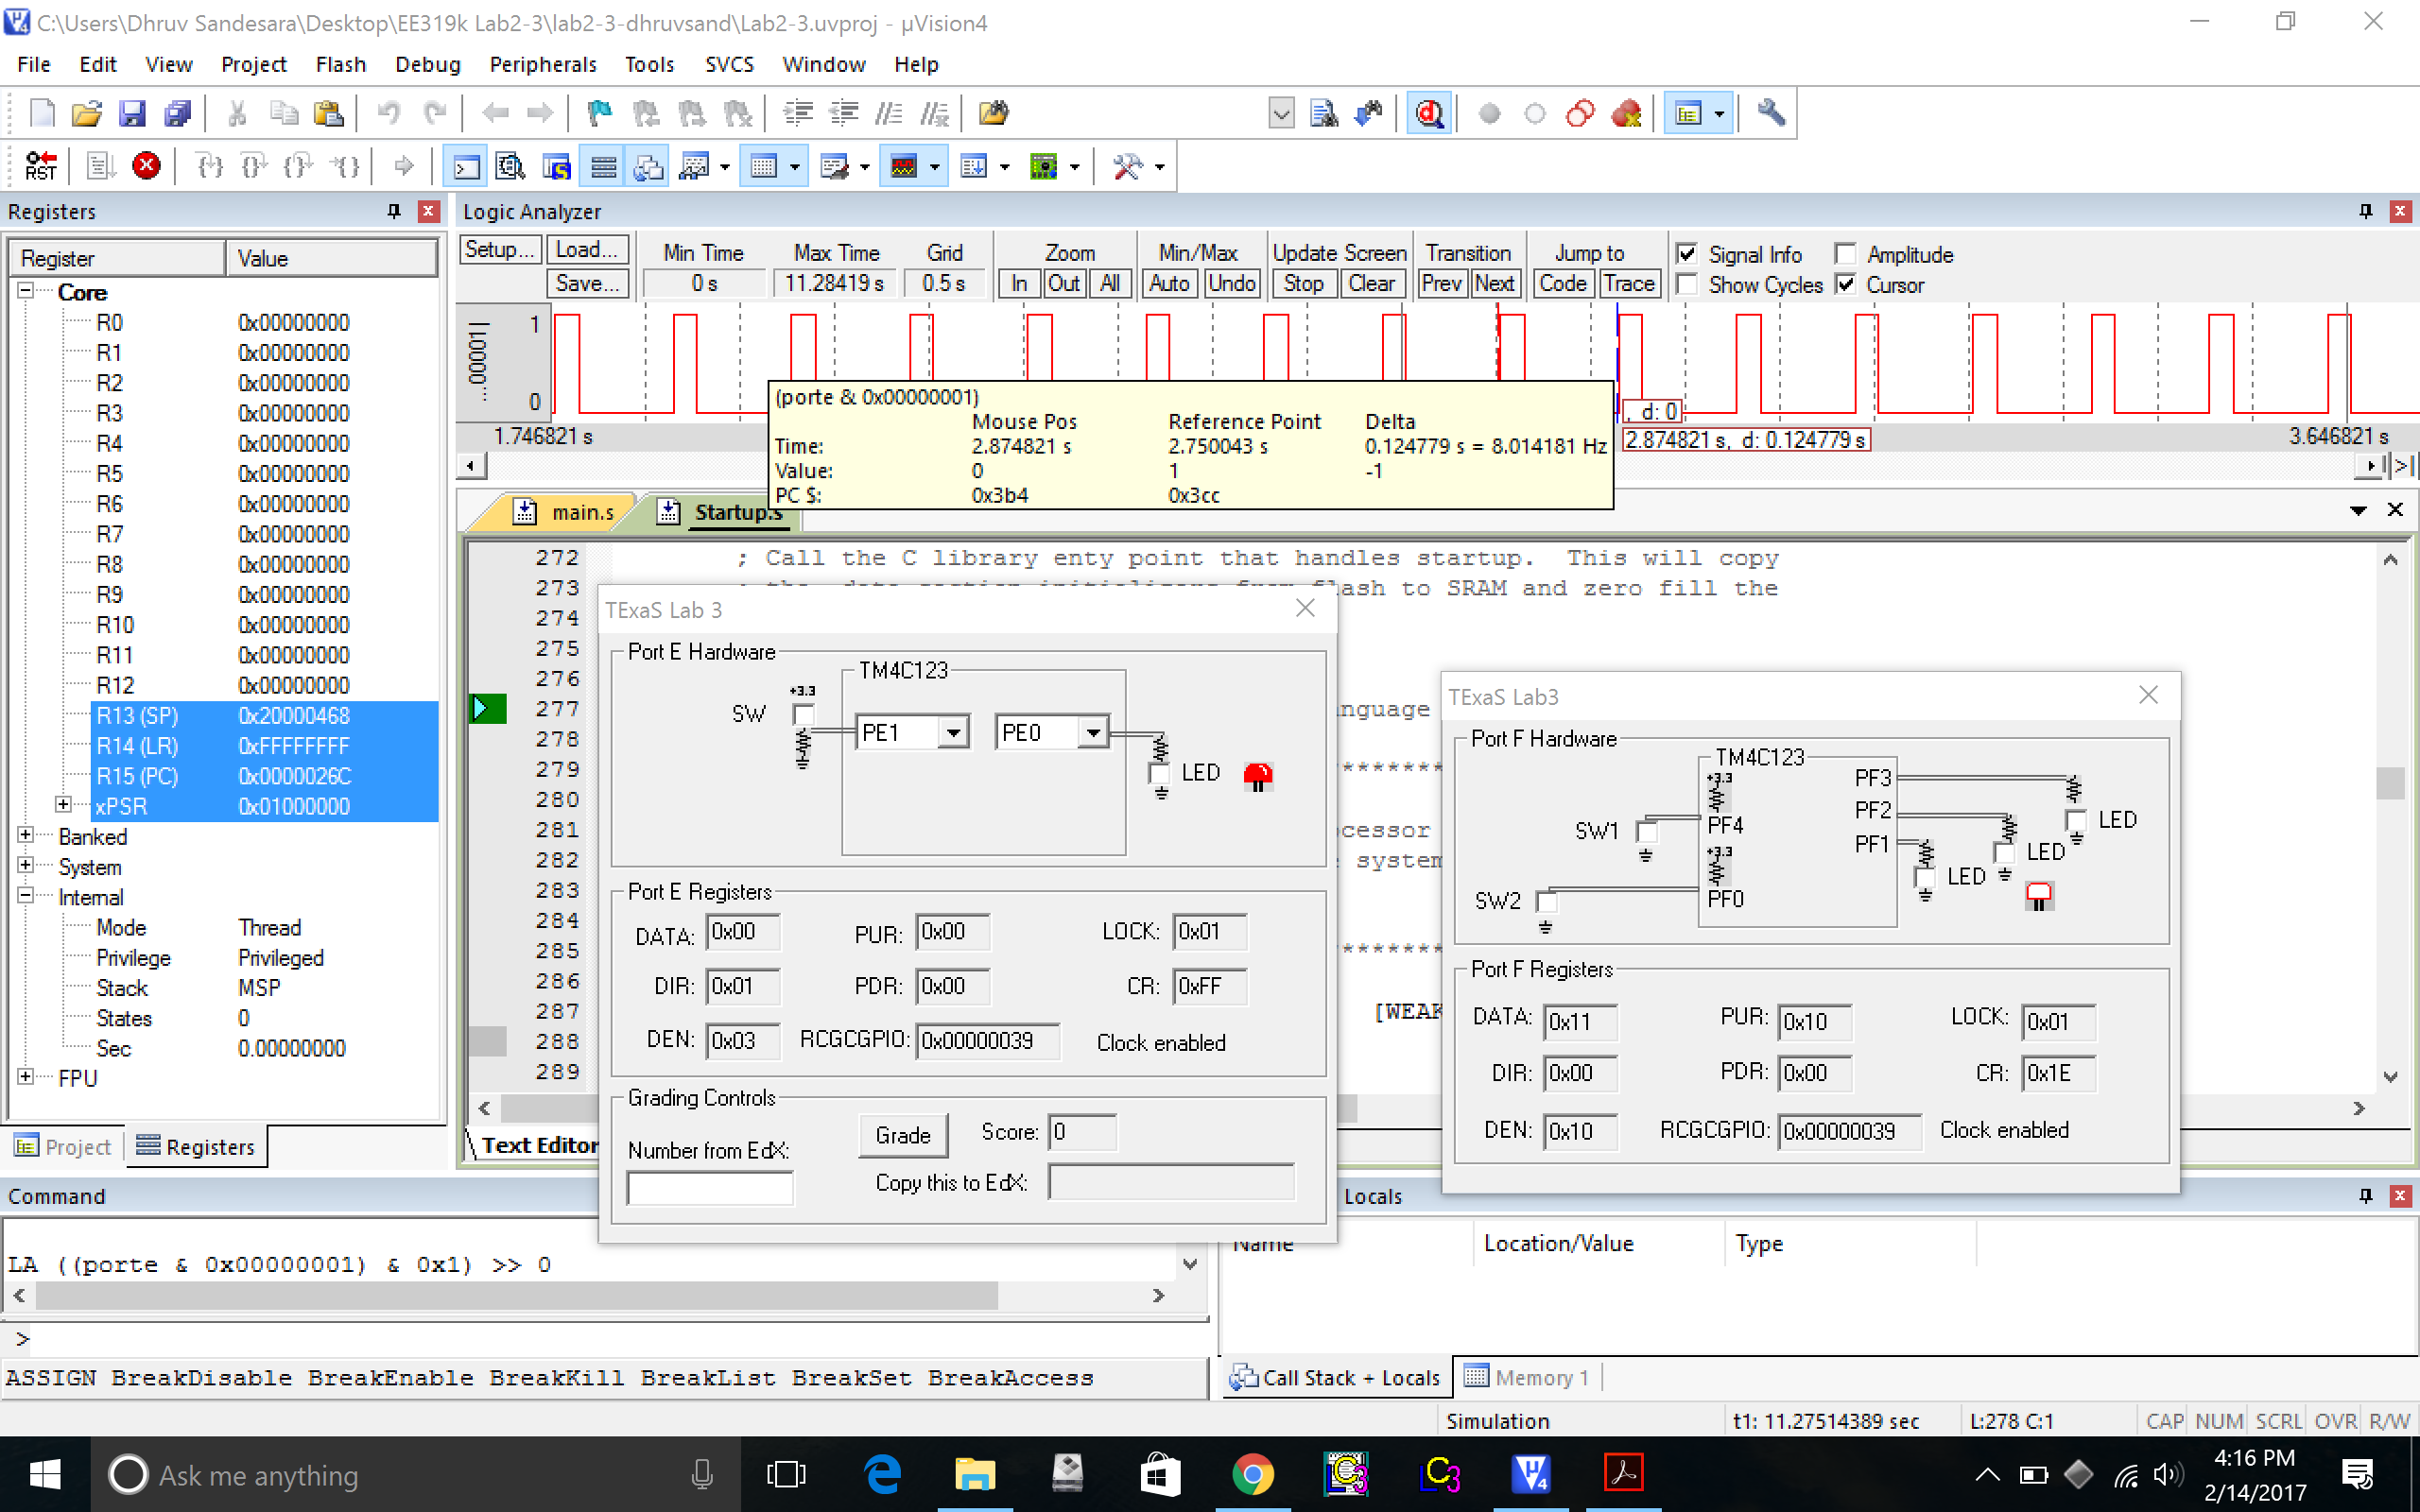 C:\Users\Dhruv Sandesara\Desktop\EE319k Lab2-3\lab2-3-dhruvsand\Lab2-3.uvproj - µVision4
File Edit View Project Flash Debug Peripherals Tools SVCS Window Help
RST
Registers
Register Value
Core
R0 0x00000000
R1 0x00000000
R2 0x00000000
R3 0x00000000
R4 0x00000000
R5 0x00000000
R6 0x00000000
R7 0x00000000
R8 0x00000000
R9 0x00000000
R10 0x00000000
R11 0x00000000
R12 0x00000000
R13 (SP) 0x20000468
R14 (LR) 0xFFFFFFFF
R15 (PC) 0x0000026C
xPSR 0x01000000
Banked
System
Internal
Mode Thread
Privilege Privileged
Stack MSP
States 0
Sec 0.00000000
FPU
Project Registers
Logic Analyzer
Setup... Load... Min Time Max Time Grid Zoom Min/Max Update Screen Transition Jump to Signal Info Amplitude
Save... 0 s 11.28419 s 0.5 s In Out All Auto Undo Stop Clear Prev Next Code Trace Show Cycles Cursor
1
...00001)
0
1.746821 s
, d: 0
2.874821 s, d: 0.124779 s
3.646821 s
(porte & 0x00000001)
Mouse Pos Reference Point Delta
Time: 2.874821 s 2.750043 s 0.124779 s = 8.014181 Hz
Value: 0 1 -1
PC $: 0x3b4 0x3cc
main.s Startup.s
272 ; Call the C library enty point that handles startup. This will copy
273 lash to SRAM and zero fill the
274
275
276
277 nguage
278
279 *******
280
281 cessor
282 system
283
284
285 *******
286
287 [WEAK
288
289
Text Editor
TExaS Lab 3
Port E Hardware
TM4C123
+3.3
SW PE1 PE0
LED
Port E Registers
DATA: 0x00 PUR: 0x00 LOCK: 0x01
DIR: 0x01 PDR: 0x00 CR: 0xFF
DEN: 0x03 RCGCGPIO: 0x00000039 Clock enabled
Grading Controls
Number from EdX: Grade Score: 0
Copy this to EdX:
TExaS Lab3
Port F Hardware
TM4C123
+3.3 PF3
PF2 LED
SW1 PF4
+3.3 PF1 LED
LED
SW2 PF0
Port F Registers
DATA: 0x11 PUR: 0x10 LOCK: 0x01
DIR: 0x00 PDR: 0x00 CR: 0x1E
DEN: 0x10 RCGCGPIO: 0x00000039 Clock enabled
Command
LA ((porte & 0x00000001) & 0x1) >> 0
>
ASSIGN BreakDisable BreakEnable BreakKill BreakList BreakSet BreakAccess
Locals
Name Location/Value Type
Call Stack + Locals Memory 1
Simulation t1: 11.27514389 sec L:278 C:1 CAP NUM SCRL OVR R/W
Ask me anything
4:16 PM
2/14/2017